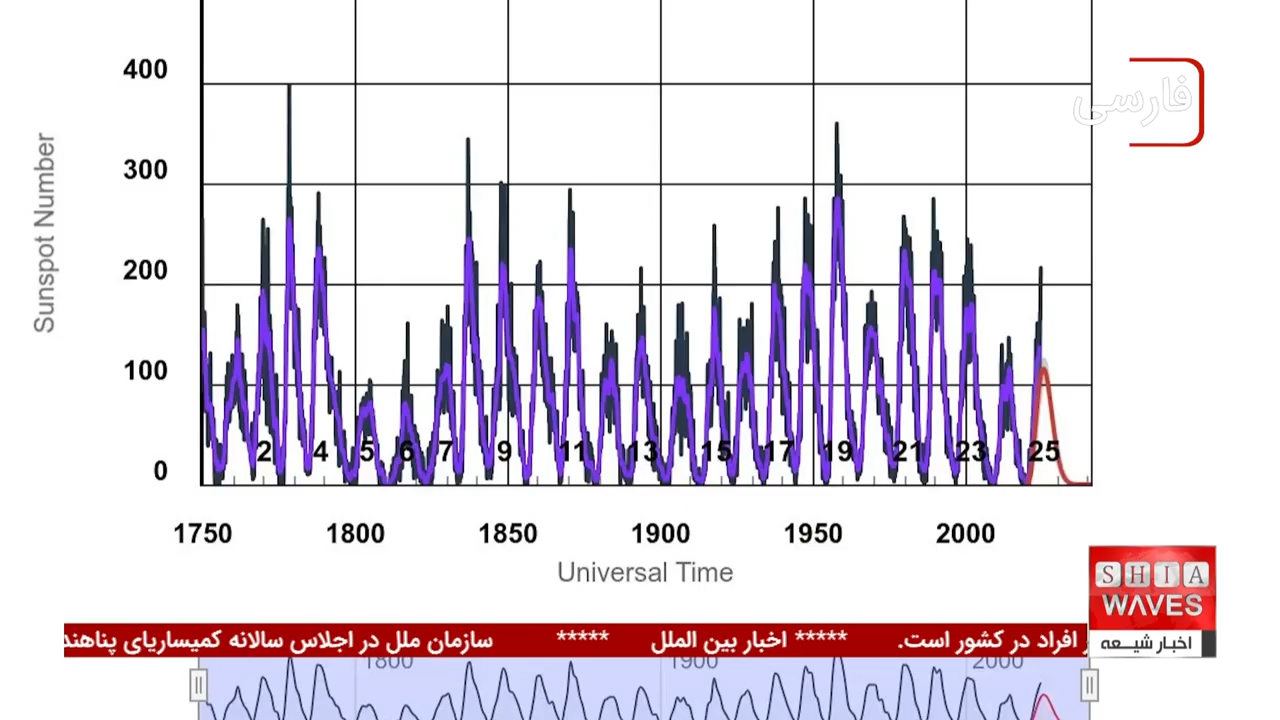 400
فارسی
300
200
100
0
Sunspot Number
2 4 5 6 7 9 11 13 15 17 19 21 23 25
1750 1800 1850 1900 1950 2000
Universal Time
SHIA
WAVES
اخبار شیعه
افراد در کشور است. ***** اخبار بین الملل ***** سازمان ملل در اجلاس سالانه کمیساریای پناهند
1800 1900 2000